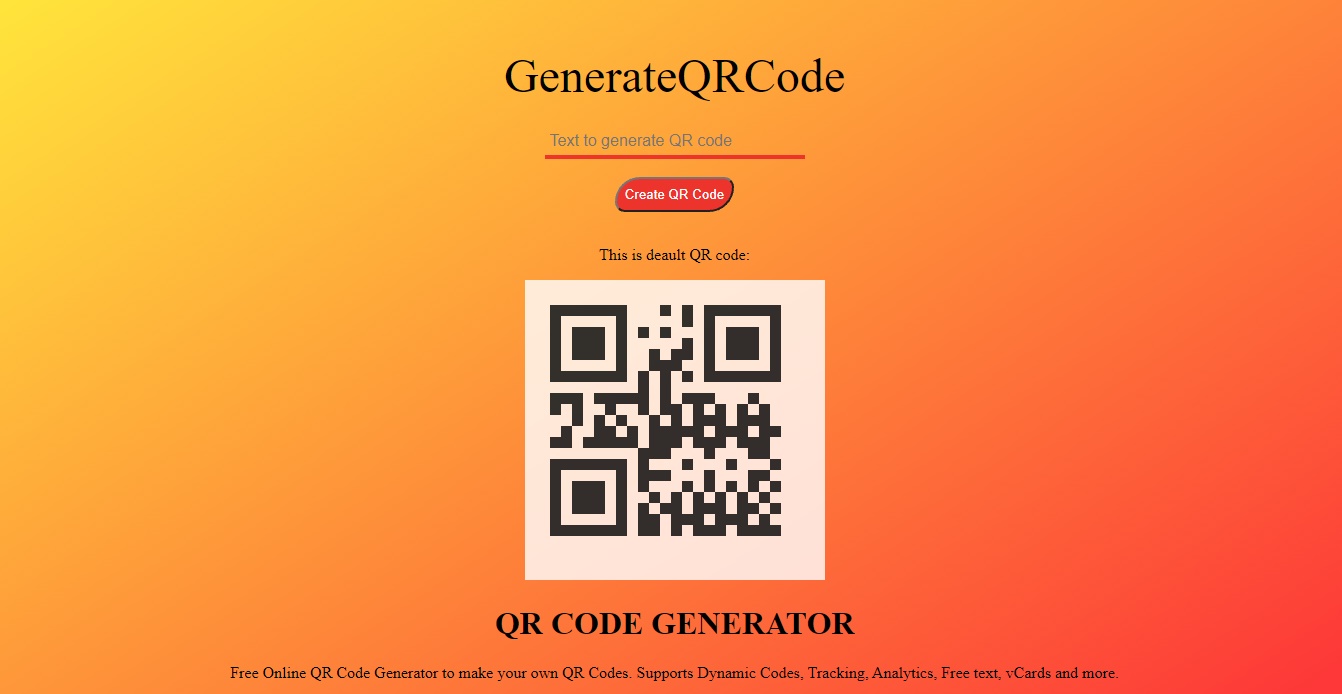 GenerateQRCode
Text to generate QR code
Create QR Code
This is deault QR code:
QR CODE GENERATOR
Free Online QR Code Generator to make your own QR Codes. Supports Dynamic Codes, Tracking, Analytics, Free text, vCards and more.